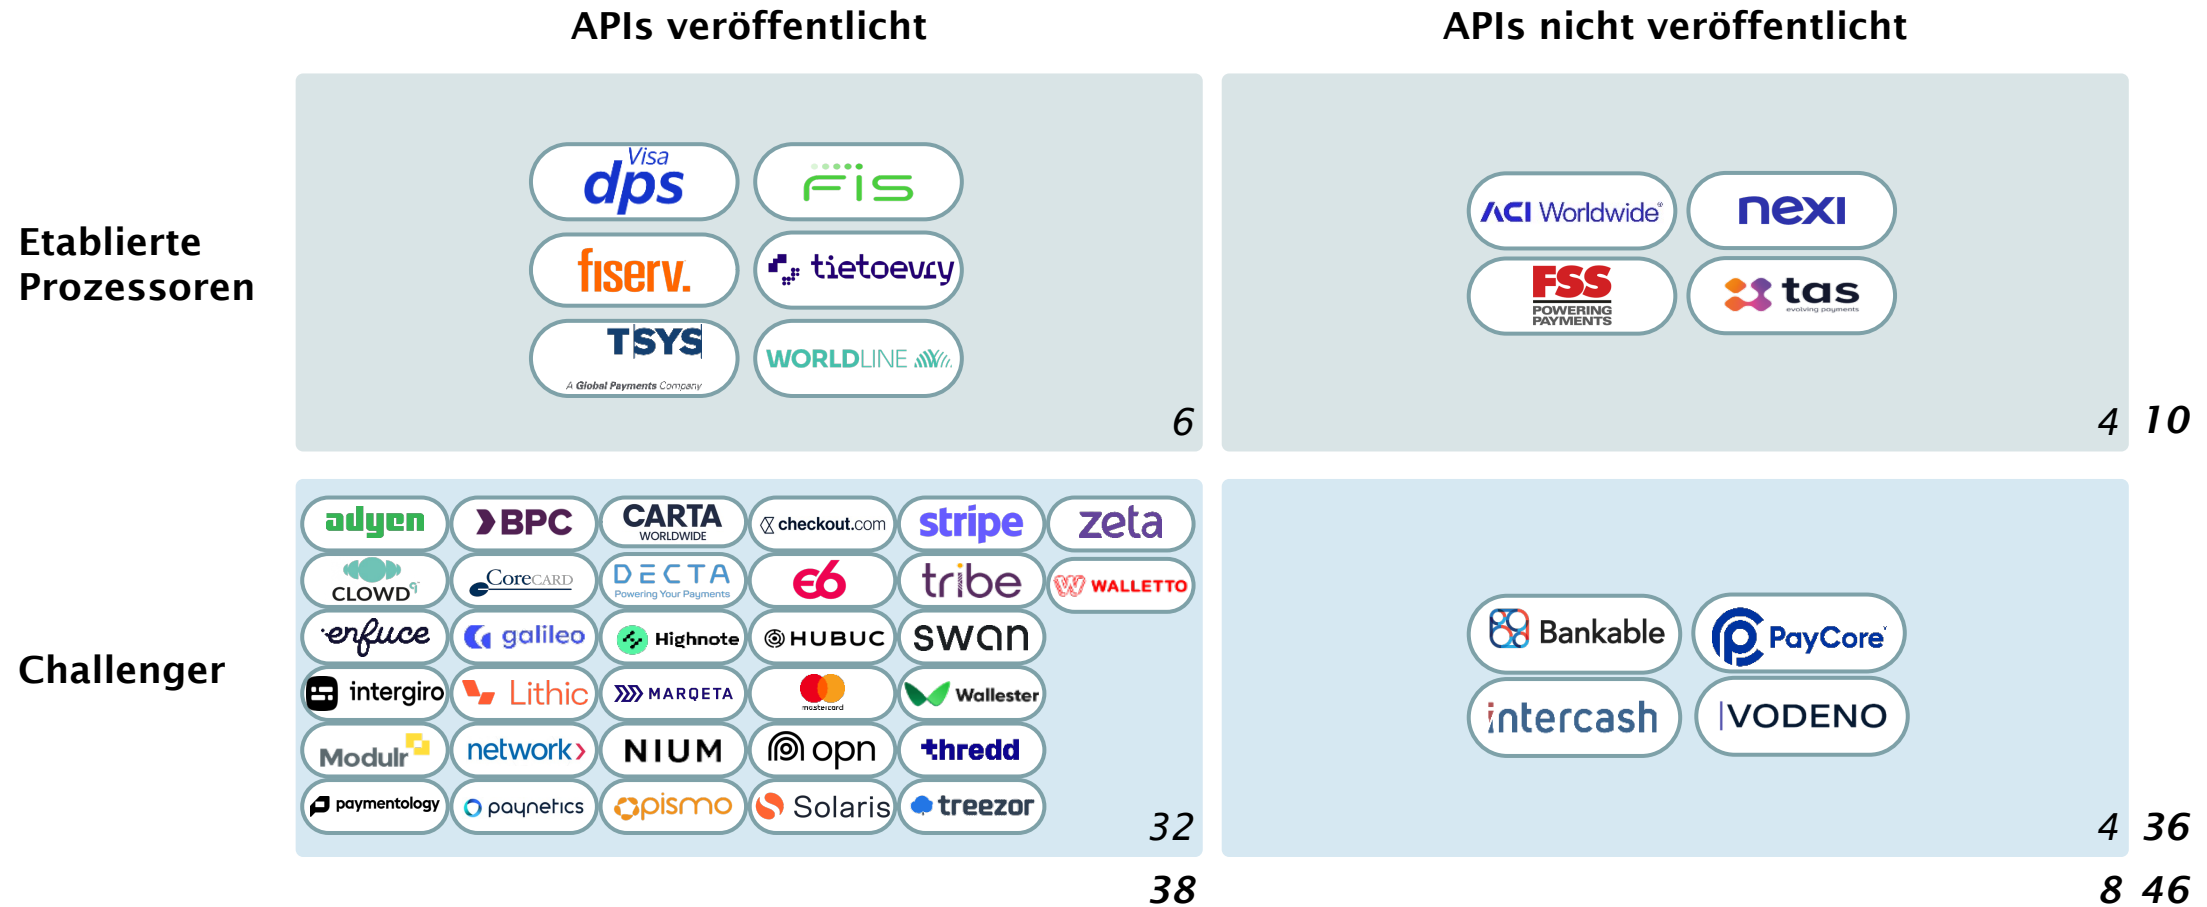 APIs veröffentlicht
APIs nicht veröffentlicht
Etablierte
Prozessoren
Visa
dps
FIS
fiserv.
tietoevry
TSYS
A Global Payments Company
WORLDLINE
6
ACI Worldwide®
nexi
FSS
POWERING
PAYMENTS
tas
evolving payments
4
10
Challenger
adyen
BPC
CARTA
WORLDWIDE
checkout.com
stripe
zeta
CLOWD9
CORECARD
DECTA
Powering Your Payments
e6
tribe
WALLETTO
enfuce
galileo
Highnote
HUBUC
swan
intergiro
Lithic
MARQETA
mastercard
Wallester
Modulr
network
NIUM
opn
thredd
paymentology
paynetics
pismo
Solaris
treezor
32
Bankable
PayCore
intercash
VODENO
4
36
38
8
46